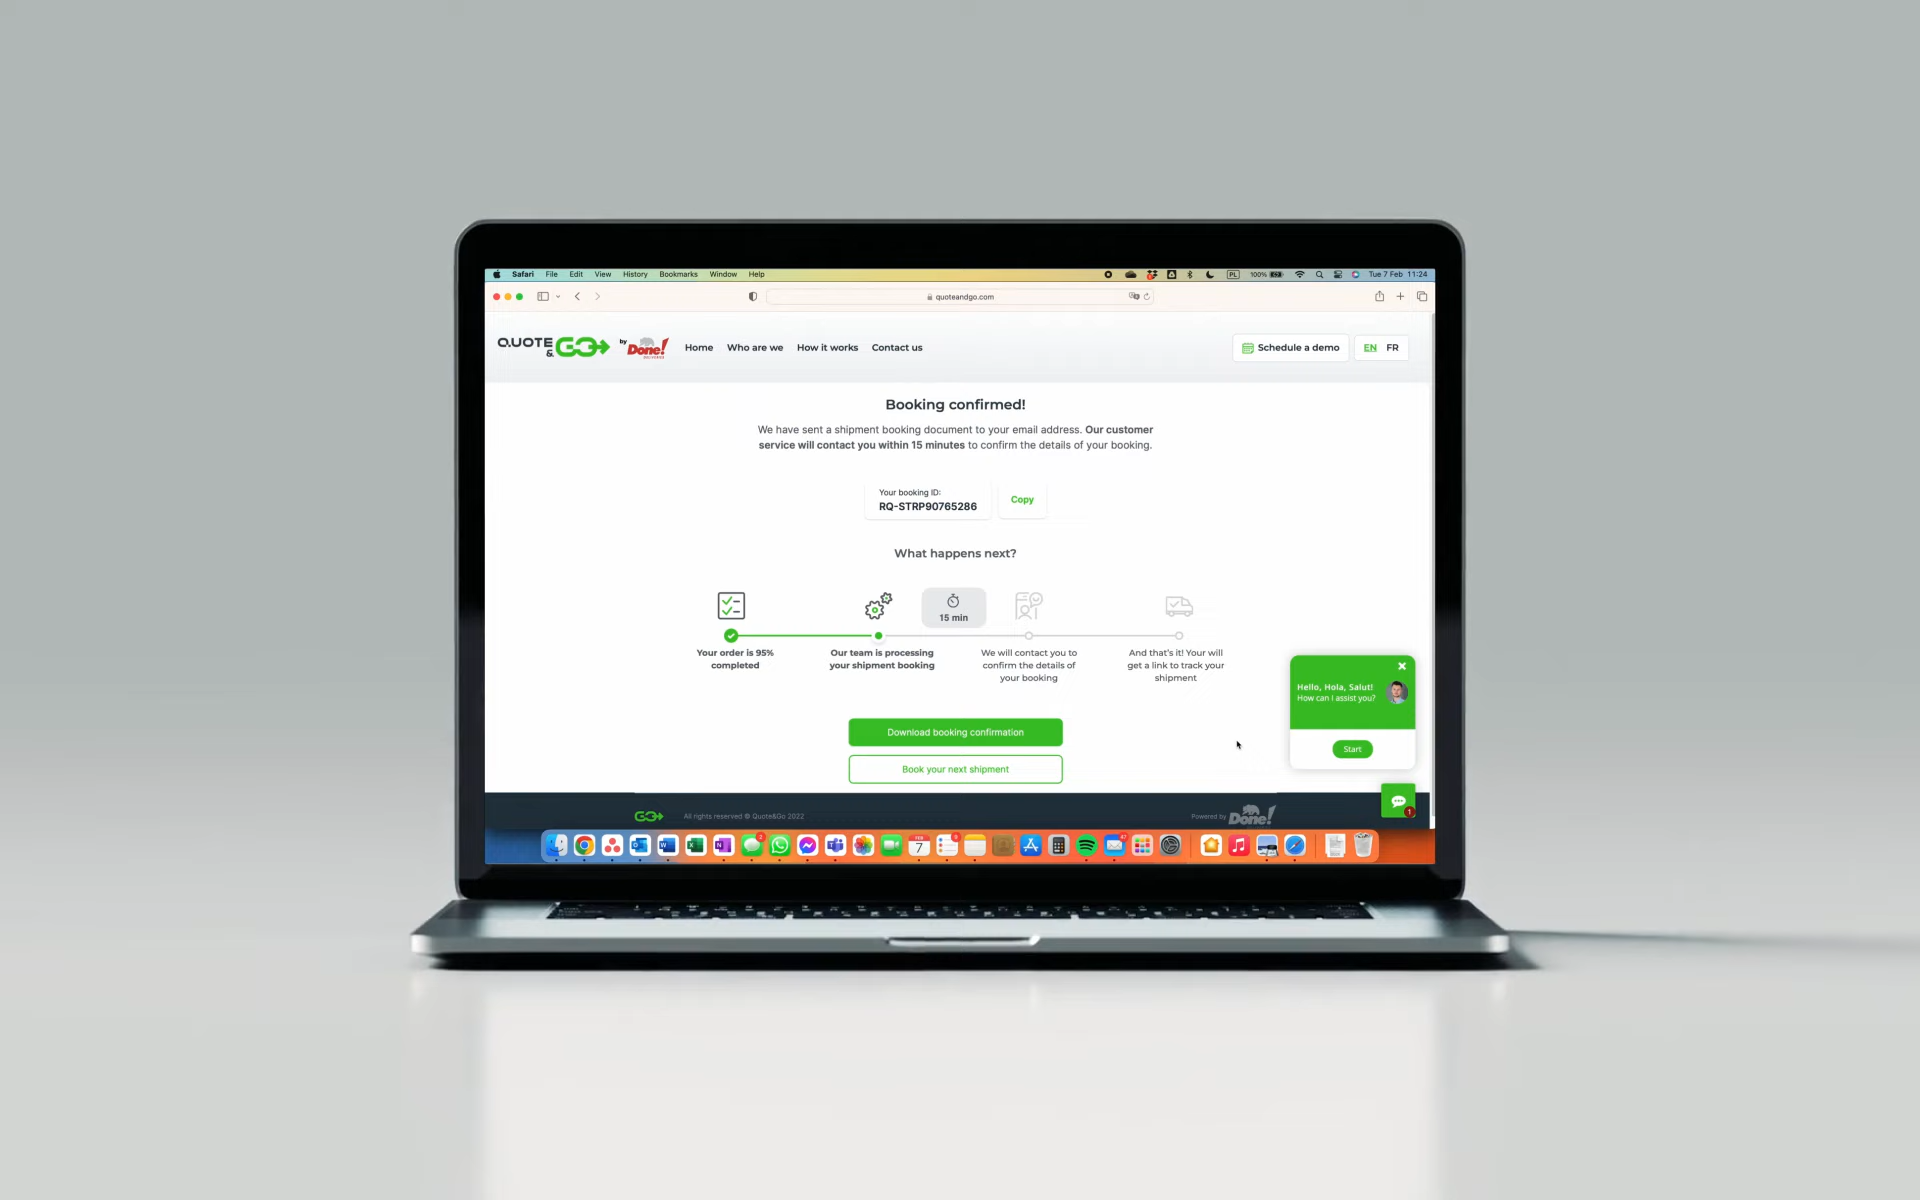 Safari File Edit View History Bookmarks Window Help
PL 100% Tue 7 Feb 11:24
quoteandgo.com
QUOTE & GO by Done!
Home Who are we How it works Contact us
Schedule a demo
EN FR
Booking confirmed!
We have sent a shipment booking document to your email address. Our customer
service will contact you within 15 minutes to confirm the details of your booking.
Your booking ID:
RQ-STRP90765286
Copy
What happens next?
15 min
Your order is 95%
completed
Our team is processing
your shipment booking
We will contact you to
confirm the details of
your booking
And that's it! Your will
get a link to track your
shipment
Hello, Hola, Salut!
How can I assist you?
Start
Download booking confirmation
Book your next shipment
1
GO All rights reserved © Quote&Go 2022
Powered by Done!
FEB
7